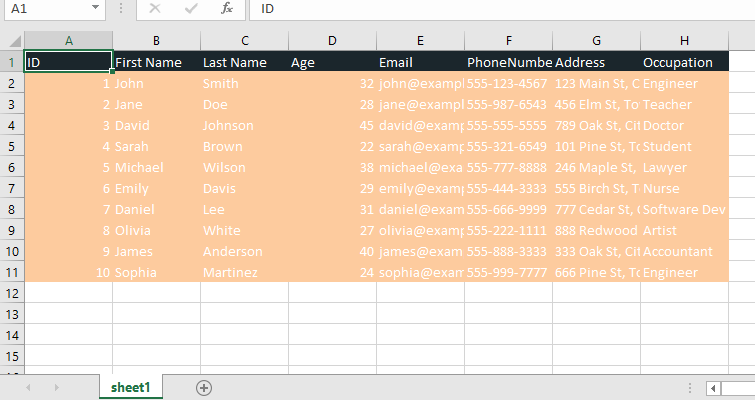 A1 fx ID
A B C D E F G H
1 ID First Name Last Name Age Email PhoneNumbe Address Occupation
2 1 John Smith 32 john@exampl 555-123-4567 123 Main St, C Engineer
3 2 Jane Doe 28 jane@exampl 555-987-6543 456 Elm St, To Teacher
4 3 David Johnson 45 david@examp 555-555-5555 789 Oak St, Cit Doctor
5 4 Sarah Brown 22 sarah@examp 555-321-6549 101 Pine St, To Student
6 5 Michael Wilson 38 michael@exa 555-777-8888 246 Maple St, Lawyer
7 6 Emily Davis 29 emily@examp 555-444-3333 555 Birch St, T Nurse
8 7 Daniel Lee 31 daniel@exam 555-666-9999 777 Cedar St, Software Dev
9 8 Olivia White 27 olivia@examp 555-222-1111 888 Redwood Artist
10 9 James Anderson 40 james@exam 555-888-3333 333 Oak St, Cit Accountant
11 10 Sophia Martinez 24 sophia@exam 555-999-7777 666 Pine St, To Engineer
12
13
14
15
sheet1